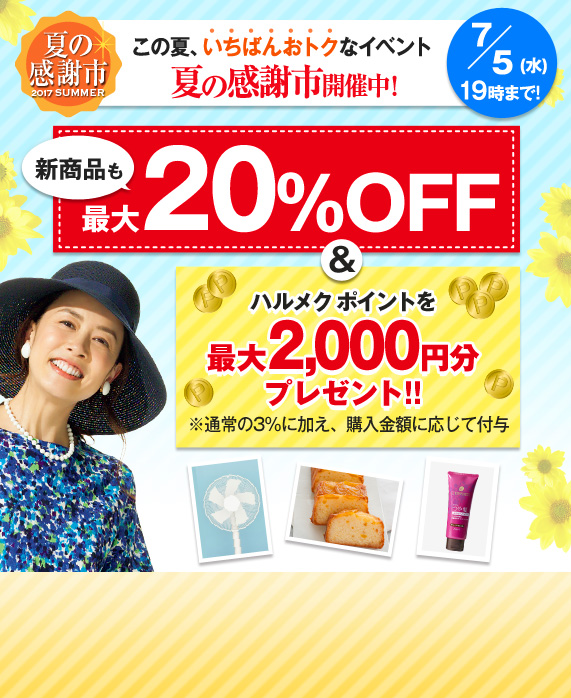 夏の
感謝市
2017 SUMMER
この夏、いちばんおトクなイベント
夏の感謝市開催中!
7/5(水)
19時まで!
新商品も
最大20%OFF
&
ハルメク ポイントを
最大2,000円分
プレゼント!!
※通常の3%に加え、購入金額に応じて付与